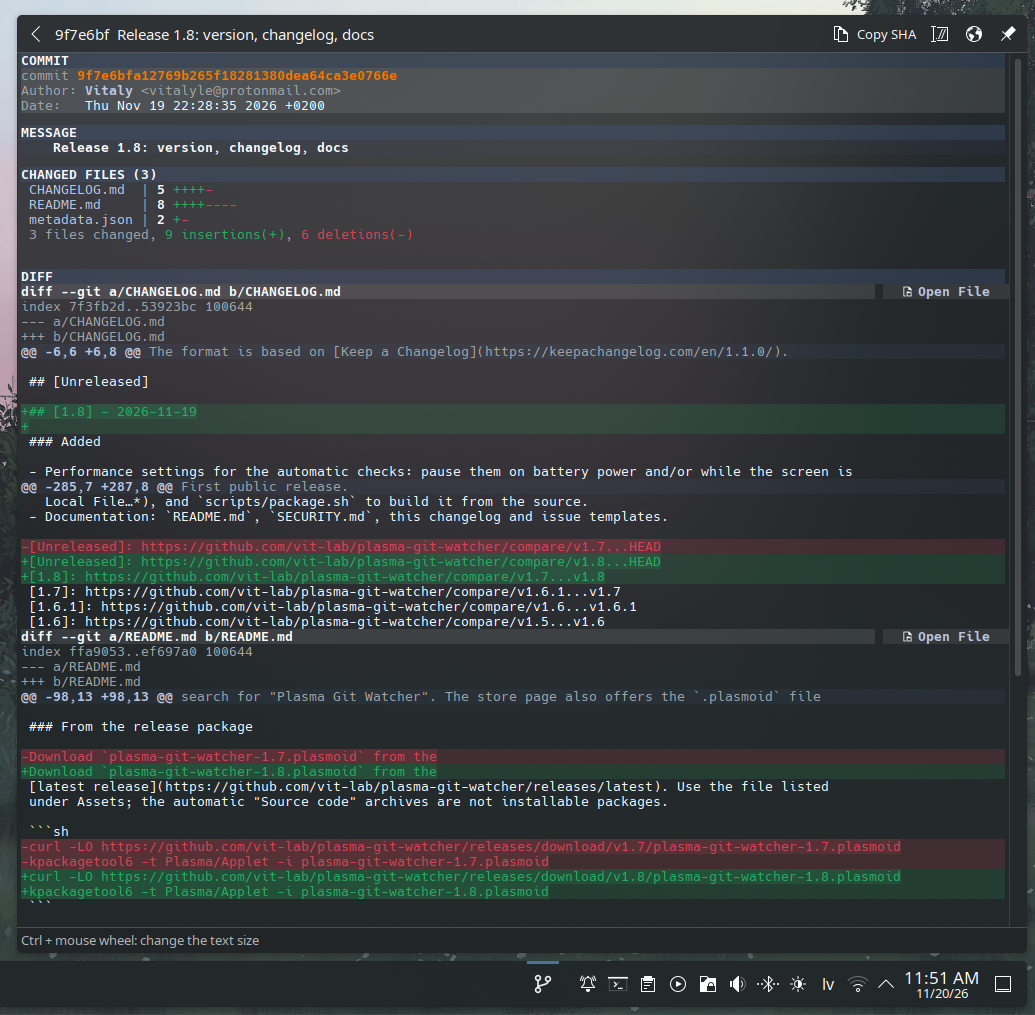 9f7e6bf Release 1.8: version, changelog, docs
Copy SHA
COMMIT
commit 9f7e6bfa12769b265f18281380dea64ca3e0766e
Author: Vitaly <vitalyle@protonmail.com>
Date:   Thu Nov 19 22:28:35 2026 +0200
MESSAGE
    Release 1.8: version, changelog, docs
CHANGED FILES (3)
 CHANGELOG.md  | 5 ++++-
 README.md     | 8 ++++----
 metadata.json | 2 +-
 3 files changed, 9 insertions(+), 6 deletions(-)
DIFF
diff --git a/CHANGELOG.md b/CHANGELOG.md
Open File
index 7f3fb2d..53923bc 100644
--- a/CHANGELOG.md
+++ b/CHANGELOG.md
@@ -6,6 +6,8 @@ The format is based on [Keep a Changelog](https://keepachangelog.com/en/1.1.0/).
 ## [Unreleased]
+## [1.8] - 2026-11-19
+
 ### Added
 - Performance settings for the automatic checks: pause them on battery power and/or while the screen is
@@ -285,7 +287,8 @@ First public release.
   Local File…*), and `scripts/package.sh` to build it from the source.
 - Documentation: `README.md`, `SECURITY.md`, this changelog and issue templates.
-[Unreleased]: https://github.com/vit-lab/plasma-git-watcher/compare/v1.7...HEAD
+[Unreleased]: https://github.com/vit-lab/plasma-git-watcher/compare/v1.8...HEAD
+[1.8]: https://github.com/vit-lab/plasma-git-watcher/compare/v1.7...v1.8
 [1.7]: https://github.com/vit-lab/plasma-git-watcher/compare/v1.6.1...v1.7
 [1.6.1]: https://github.com/vit-lab/plasma-git-watcher/compare/v1.6...v1.6.1
 [1.6]: https://github.com/vit-lab/plasma-git-watcher/compare/v1.5...v1.6
diff --git a/README.md b/README.md
Open File
index ffa9053..ef697a0 100644
--- a/README.md
+++ b/README.md
@@ -98,13 +98,13 @@ search for "Plasma Git Watcher". The store page also offers the `.plasmoid` file
 ### From the release package
-Download `plasma-git-watcher-1.7.plasmoid` from the
+Download `plasma-git-watcher-1.8.plasmoid` from the
 [latest release](https://github.com/vit-lab/plasma-git-watcher/releases/latest). Use the file listed
 under Assets; the automatic "Source code" archives are not installable packages.
 ```sh
-curl -LO https://github.com/vit-lab/plasma-git-watcher/releases/download/v1.7/plasma-git-watcher-1.7.plasmoid
-kpackagetool6 -t Plasma/Applet -i plasma-git-watcher-1.7.plasmoid
+curl -LO https://github.com/vit-lab/plasma-git-watcher/releases/download/v1.8/plasma-git-watcher-1.8.plasmoid
+kpackagetool6 -t Plasma/Applet -i plasma-git-watcher-1.8.plasmoid
 ```
Ctrl + mouse wheel: change the text size
lv
11:51 AM
11/20/26